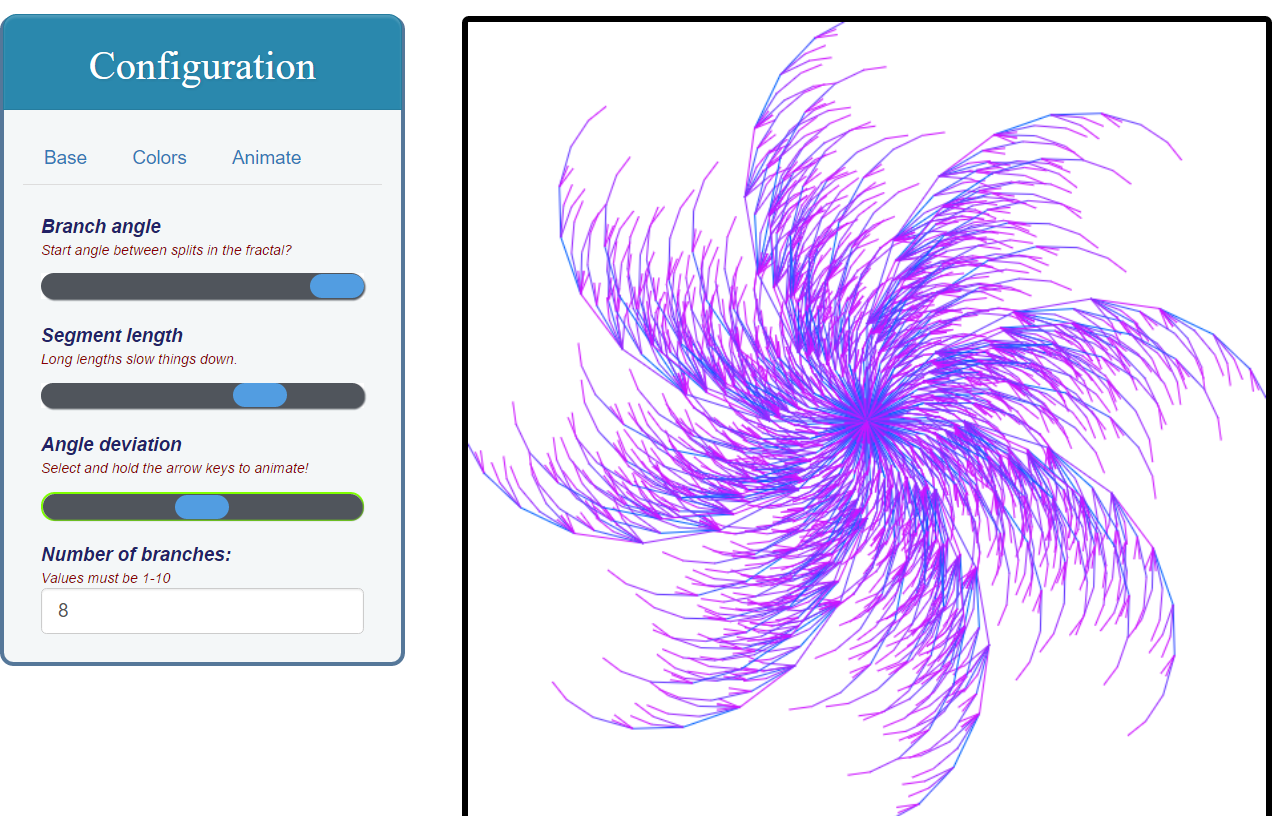 Configuration
Base Colors Animate
Branch angle
Start angle between splits in the fractal?
Segment length
Long lengths slow things down.
Angle deviation
Select and hold the arrow keys to animate!
Number of branches:
Values must be 1-10
8